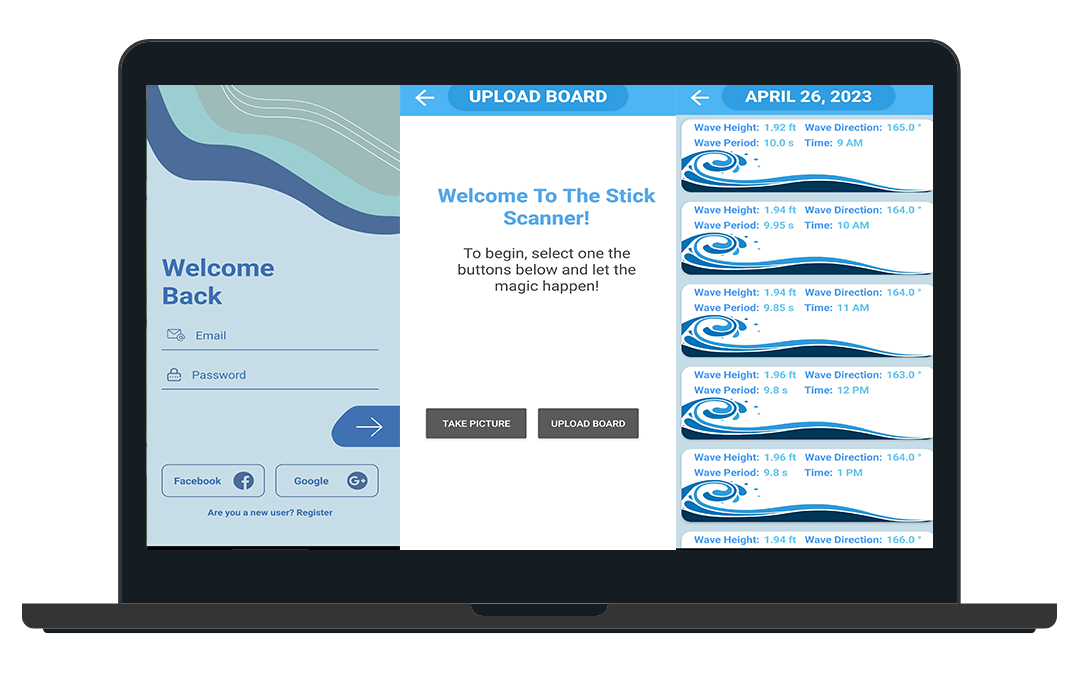 Welcome
Back
Email
Password
Facebook
Google
G+
Are you a new user? Register
UPLOAD BOARD
Welcome To The Stick
Scanner!
To begin, select one the
buttons below and let the
magic happen!
TAKE PICTURE
UPLOAD BOARD
APRIL 26, 2023
Wave Height: 1.92 ft Wave Direction: 165.0 °
Wave Period: 10.0 s Time: 9 AM
Wave Height: 1.94 ft Wave Direction: 164.0 °
Wave Period: 9.95 s Time: 10 AM
Wave Height: 1.94 ft Wave Direction: 164.0 °
Wave Period: 9.85 s Time: 11 AM
Wave Height: 1.96 ft Wave Direction: 163.0 °
Wave Period: 9.8 s Time: 12 PM
Wave Height: 1.96 ft Wave Direction: 164.0 °
Wave Period: 9.8 s Time: 1 PM
Wave Height: 1.94 ft Wave Direction: 166.0 °